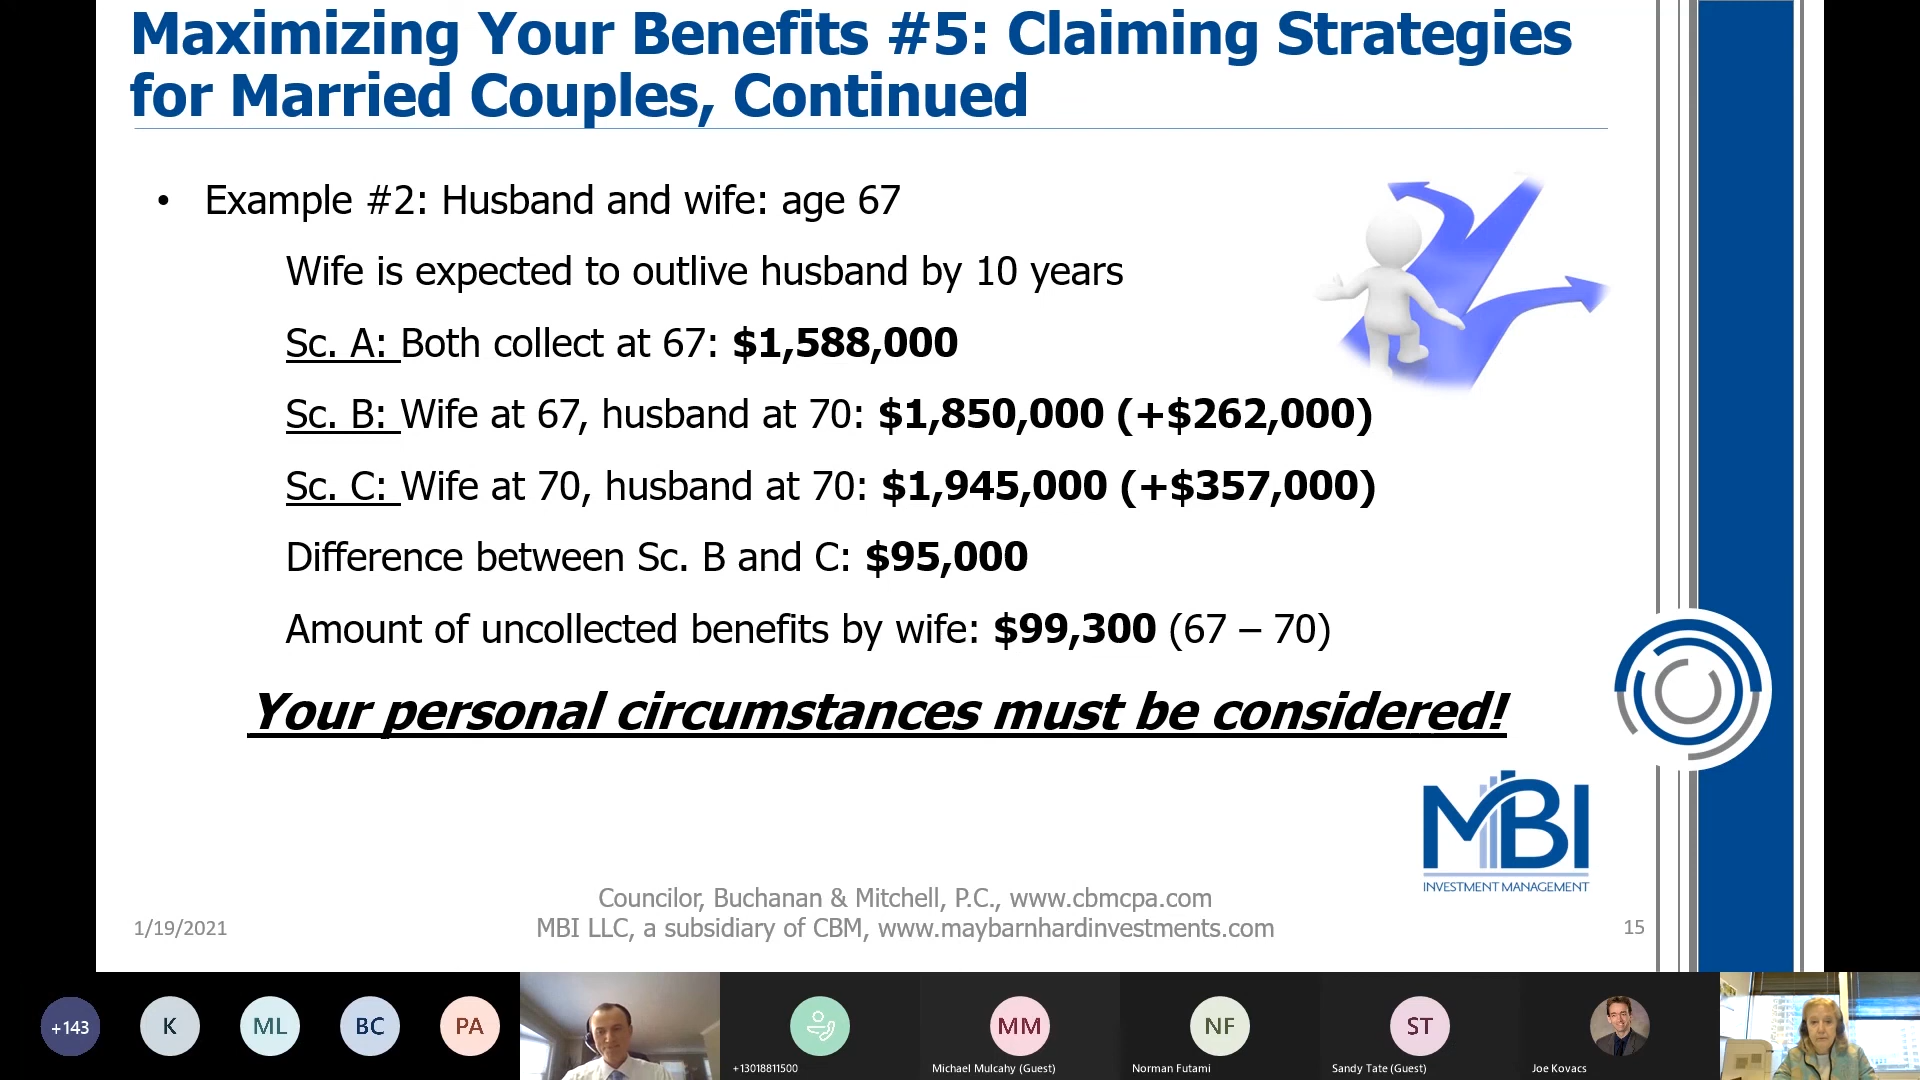 Maximizing Your Benefits #5: Claiming Strategies
for Married Couples, Continued
• Example #2: Husband and wife: age 67
Wife is expected to outlive husband by 10 years
Sc. A: Both collect at 67: $1,588,000
Sc. B: Wife at 67, husband at 70: $1,850,000 (+$262,000)
Sc. C: Wife at 70, husband at 70: $1,945,000 (+$357,000)
Difference between Sc. B and C: $95,000
Amount of uncollected benefits by wife: $99,300 (67 – 70)
Your personal circumstances must be considered!
MBI
INVESTMENT MANAGEMENT
Councilor, Buchanan & Mitchell, P.C., www.cbmcpa.com
1/19/2021
MBI LLC, a subsidiary of CBM, www.maybarnhardinvestments.com
15
+143
K
ML
BC
PA
MM
NF
ST
+13018811500
Michael Mulcahy (Guest)
Norman Futami
Sandy Tate (Guest)
Joe Kovacs